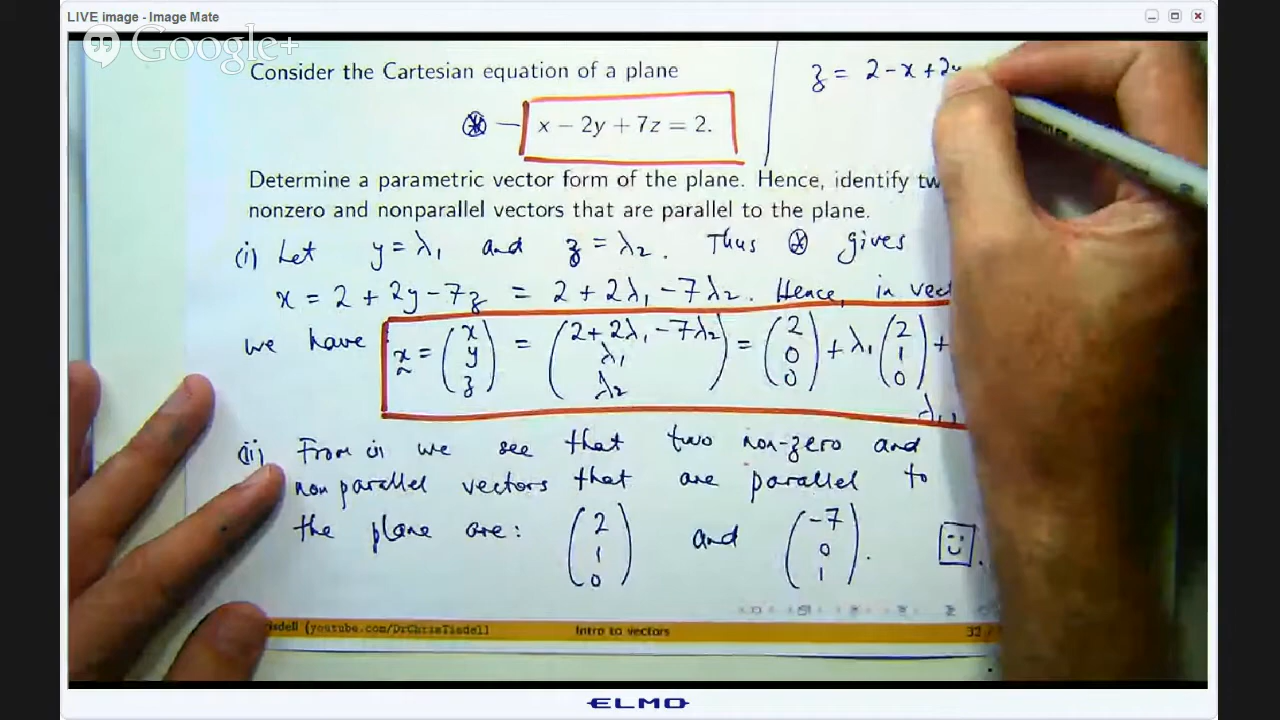 LIVE image - Image Mate
Google+
Consider the Cartesian equation of a plane
z = 2 - x + 2y
⊛ — x − 2y + 7z = 2.
Determine a parametric vector form of the plane. Hence, identify tw
nonzero and nonparallel vectors that are parallel to the plane.
(i) Let y = λ₁ and z = λ₂. Thus ⊛ gives
x = 2 + 2y - 7z = 2 + 2λ₁ - 7λ₂. Hence, in vect
we have x̰ = (x y z) = (2 + 2λ₁ - 7λ₂ λ₁ λ₂) = (2 0 0) + λ₁ (2 1 0) +
(ii) From (i) we see that two non-zero and
non parallel vectors that are parallel to
the plane are: (2 1 0) and (-7 0 1).
isdell (youtube.com/DrChrisTisdell Intro to vectors 32 /
ELMO